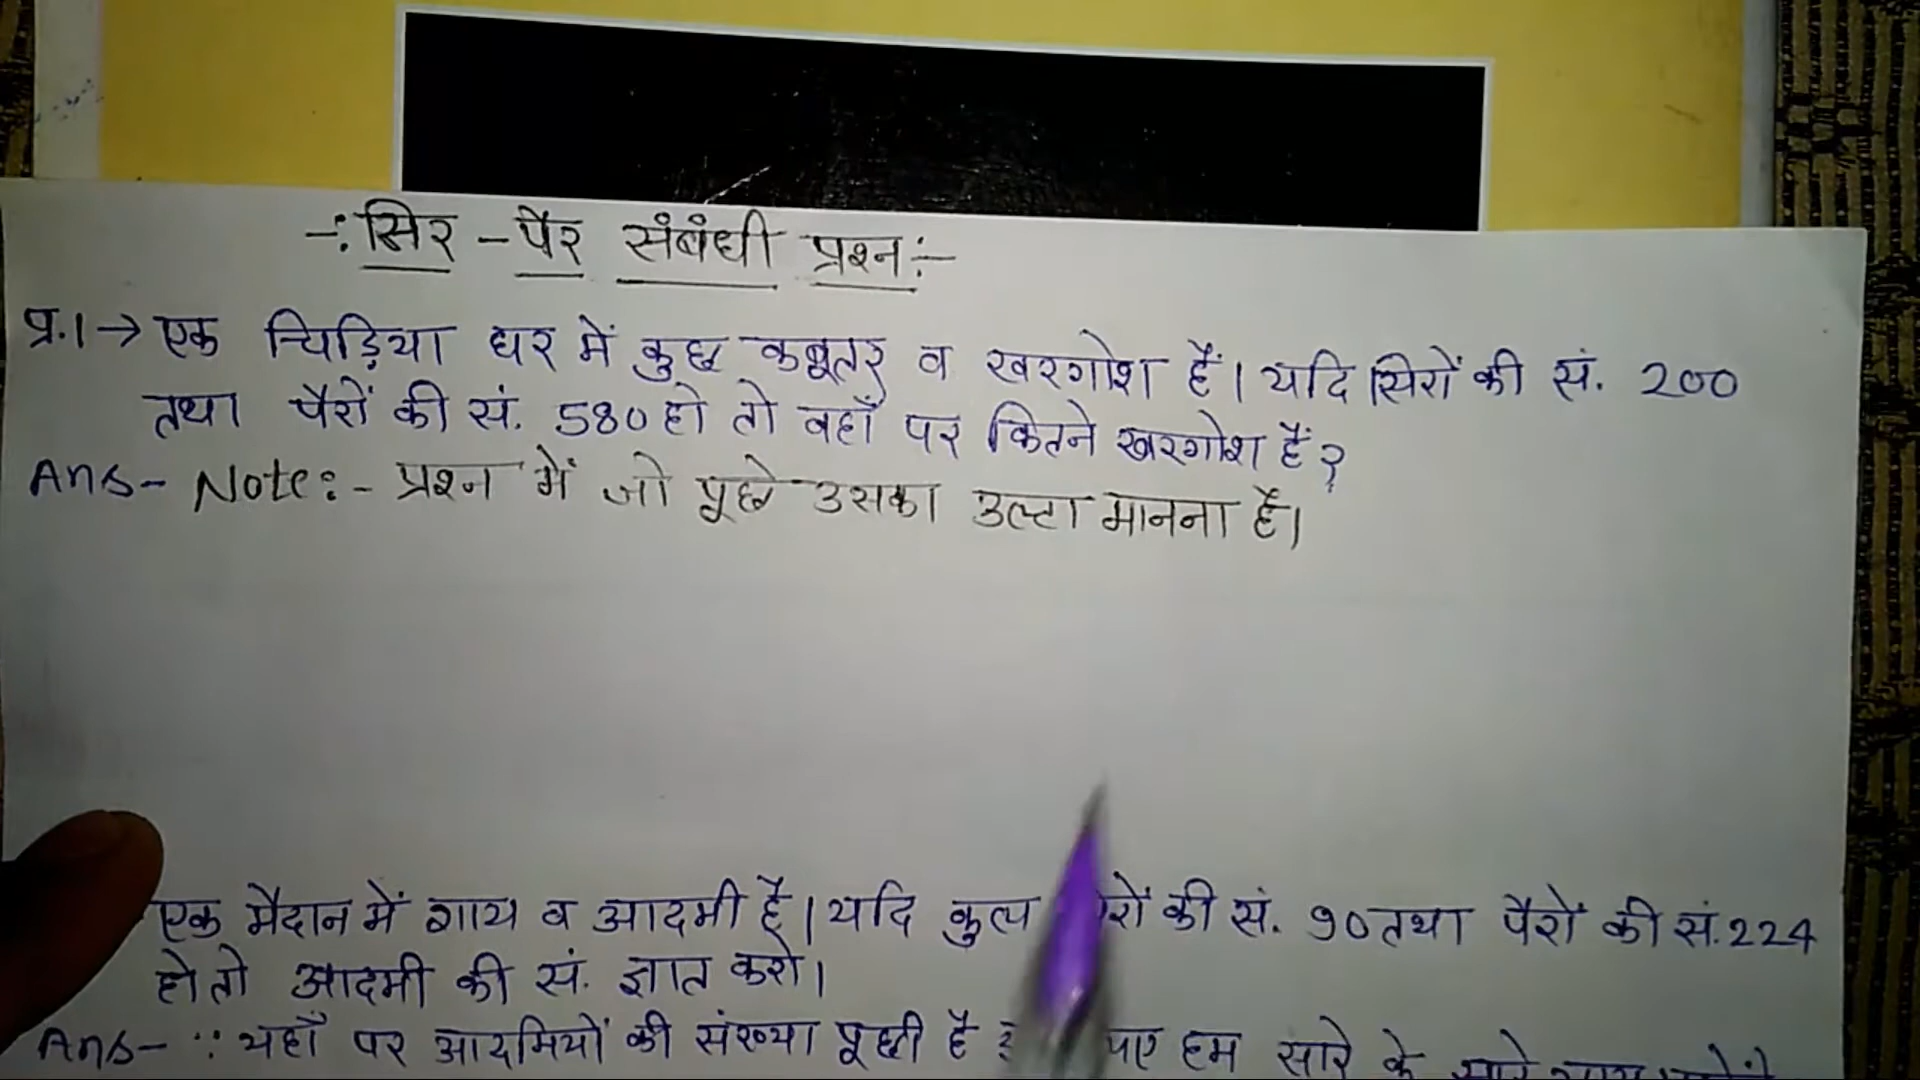 -: सिर - पैर संबंधी प्रश्न :-
प्र.1 → एक चिड़िया घर में कुछ कबूतर व खरगोश हैं। यदि सिरों की सं. 200
तथा पैरों की सं. 580 हो तो वहाँ पर कितने खरगोश हैं?
Ans - Note: - प्रश्न में जो पूछे उसका उल्टा मानना है।
एक मैदान में गाय व आदमी है। यदि कुल की सं. 90 तथा पैरों की सं. 224
हो तो आदमी की सं. ज्ञात करो।
Ans - ∵ यहाँ पर आदमियों की संख्या पूछी है हम सारे के